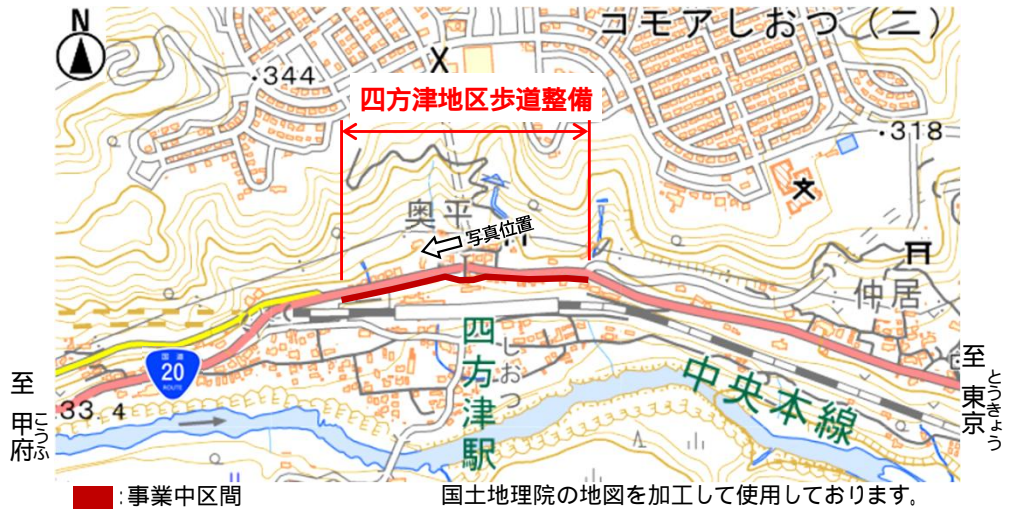 N
コモアしおつ(二)
・344
四方津地区歩道整備
・318
奥平
写真位置
仲居
国道
20
ROUTE
四方津駅
しおつ
中央本線
至 甲府
こうふ
33.4
至 東京
とうきょう
:事業中区間
国土地理院の地図を加工して使用しております。